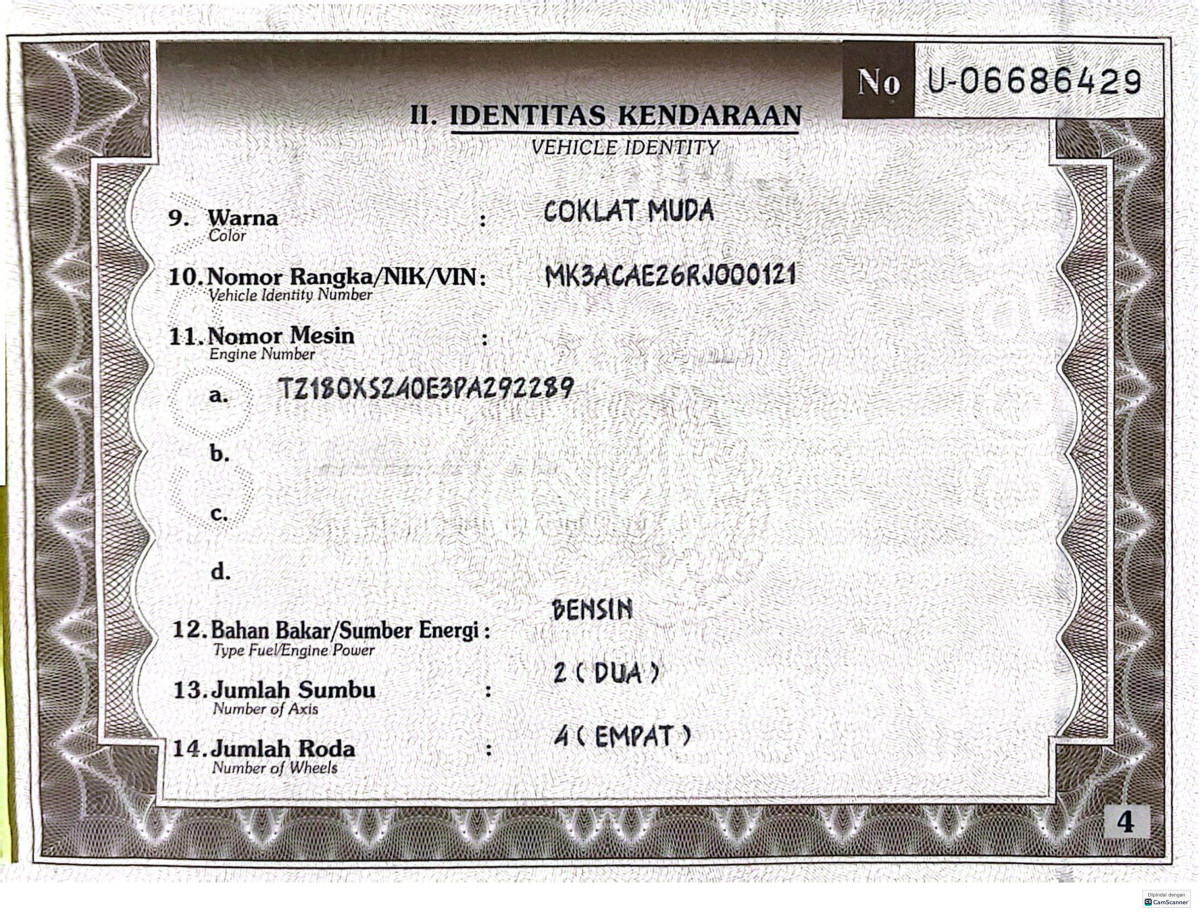 No U-06686429
II. IDENTITAS KENDARAAN
VEHICLE IDENTITY
9. Warna : COKLAT MUDA
Color
10. Nomor Rangka/NIK/VIN : MK3ACAE26RJ000121
Vehicle Identity Number
11. Nomor Mesin :
Engine Number
a. TZ180XS240E3PA292289
b.
c.
d.
12. Bahan Bakar/Sumber Energi : BENSIN
Type Fuel/Engine Power
13. Jumlah Sumbu : 2 ( DUA )
Number of Axis
14. Jumlah Roda : 4 ( EMPAT )
Number of Wheels
4
Dipindai dengan
CS CamScanner